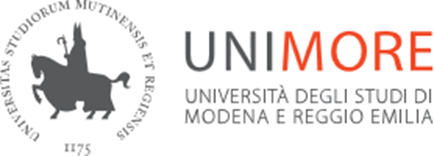 UNIVERSITAS STUDIORUM MUTINENSIS ET REGIENSIS
1175
UNIMORE
UNIVERSITÀ DEGLI STUDI DI
MODENA E REGGIO EMILIA